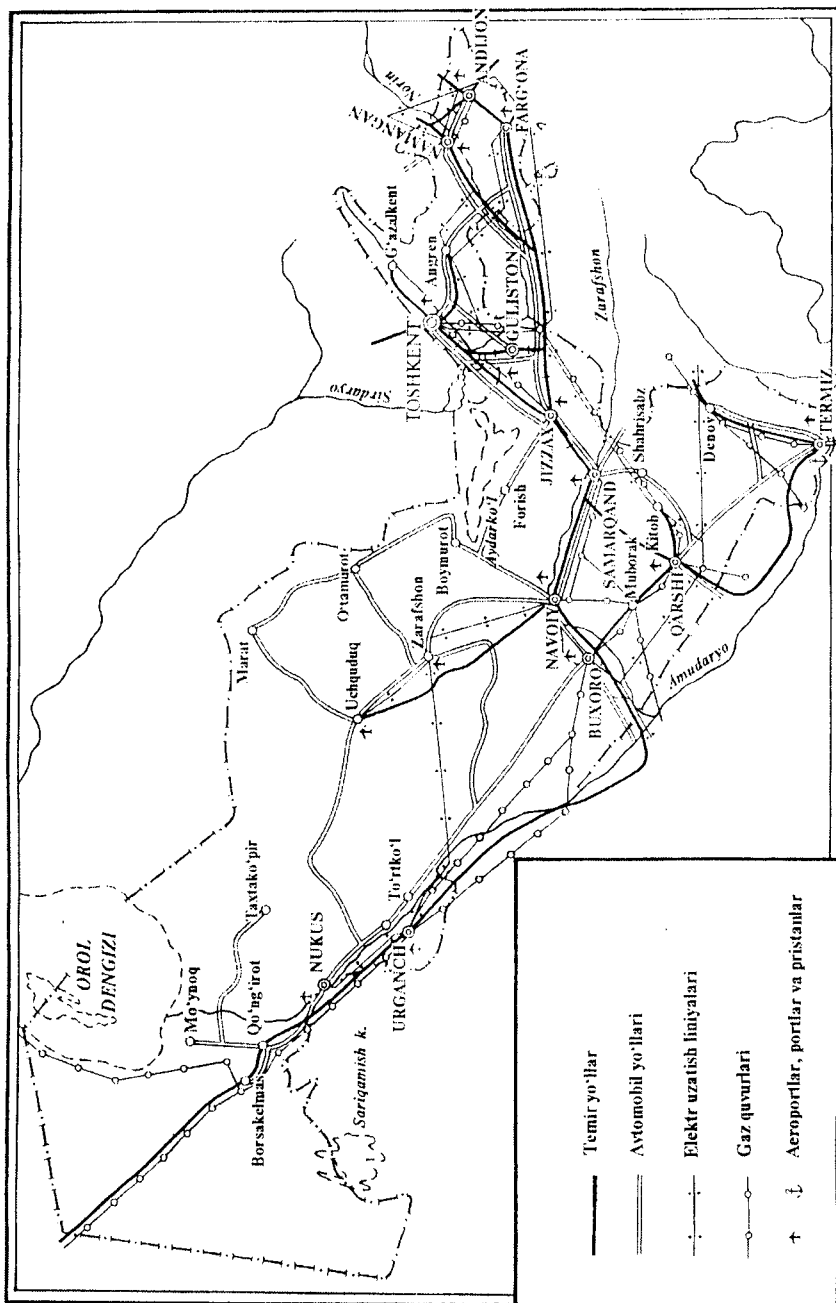 OROL
DENGIZI
Mo‘ynoq
Taxtako‘pir
Qo‘ng‘irot
Borsakelmas
Sariqamish k.
NUKUS
URGANCH
To‘rtko‘l
Marat
Uchquduq
O‘tamurot
Zarafshon
Boymurot
Aydarko‘l
Forish
NAVOIY
BUXORO
Muborak
Kitob
QARSHI
SAMARQAND
Shahrisabz
JIZZAX
Denov
TERMIZ
Amudaryo
Zarafshon
Sirdaryo
TOSHKENT
G‘azalkent
Angren
GULISTON
NAMANGAN
Norin
ANDIJON
FARG‘ONA
Temir yo‘llar
Avtomobil yo‘llari
Elektr uzatish liniyalari
Gaz quvurlari
Aeroportlar, portlar va pristanlar